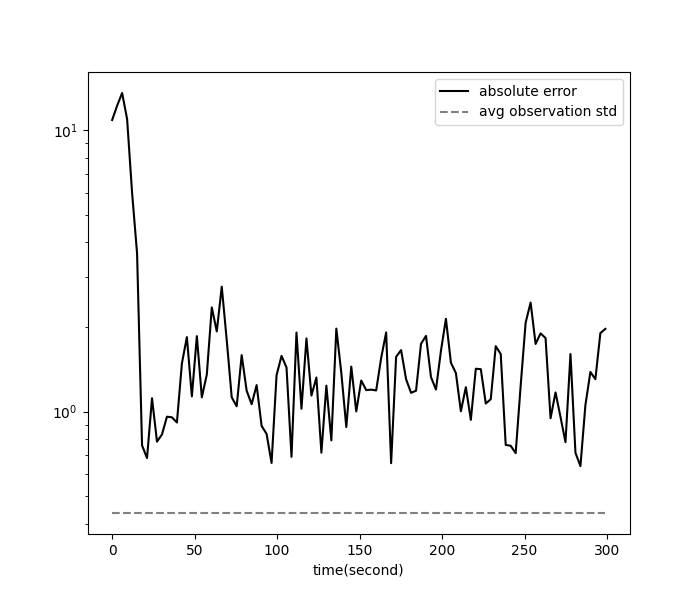 absolute error
avg observation std
10¹
10⁰
0 50 100 150 200 250 300
time(second)